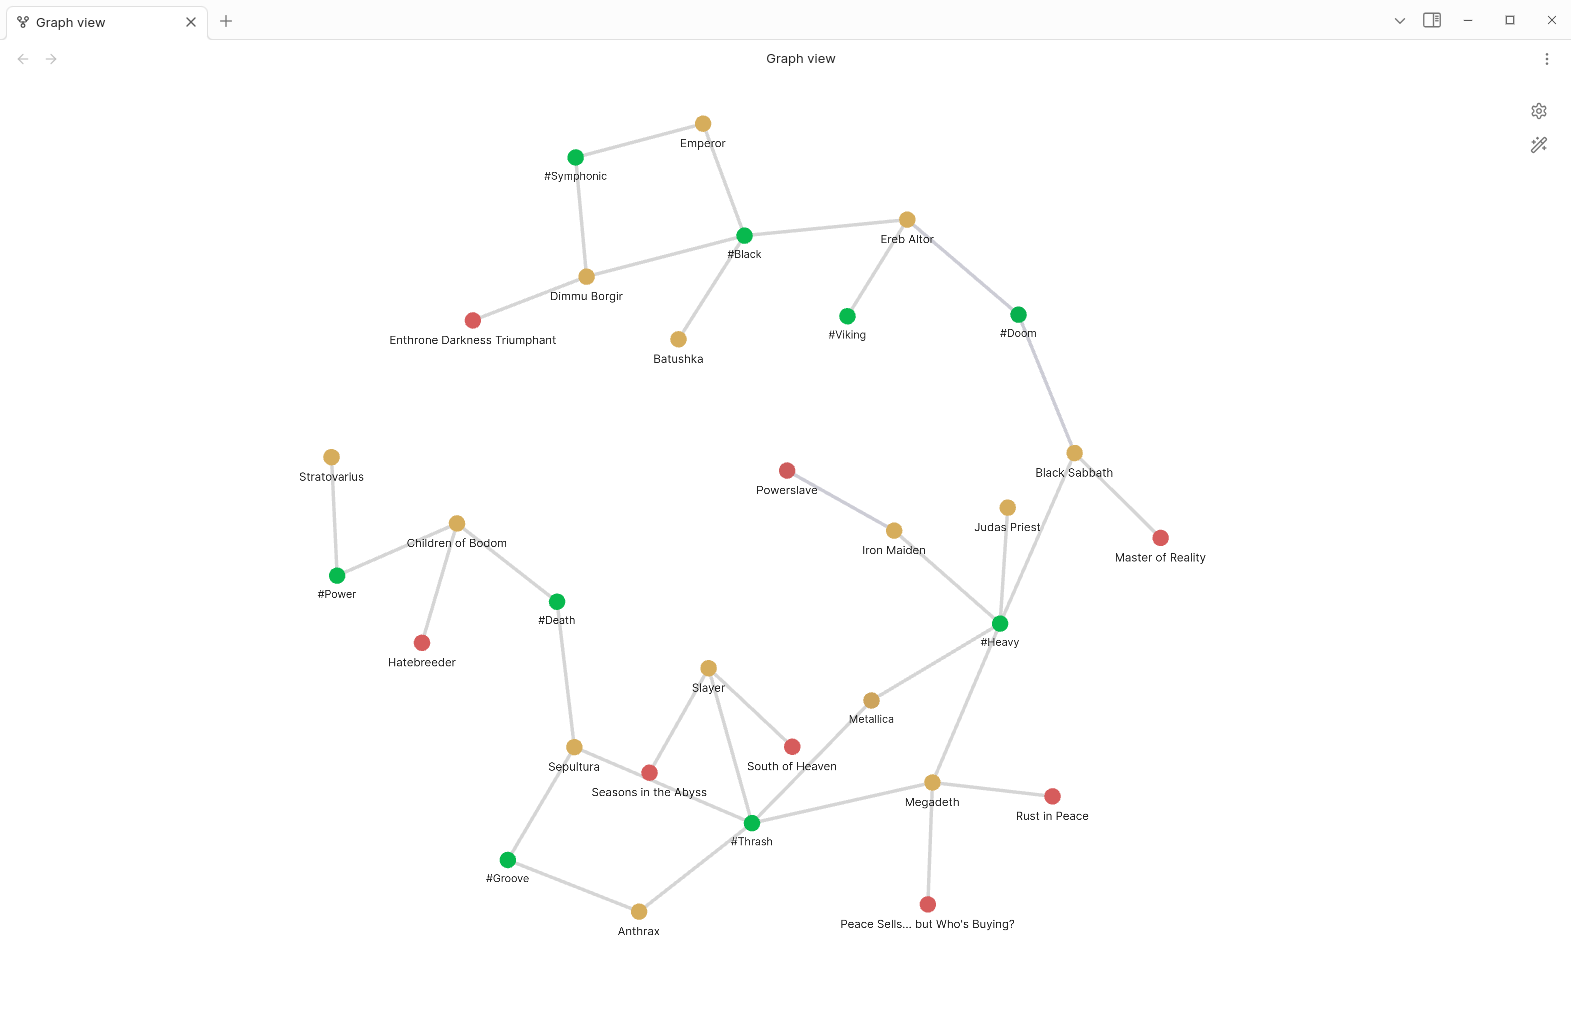 Graph view
Graph view
Emperor
#Symphonic
Ereb Altor
#Black
Dimmu Borgir
#Doom
#Viking
Enthrone Darkness Triumphant
Batushka
Black Sabbath
Stratovarius
Powerslave
Judas Priest
Children of Bodom
Iron Maiden
Master of Reality
#Power
#Death
#Heavy
Hatebreeder
Slayer
Metallica
Sepultura
South of Heaven
Seasons in the Abyss
Megadeth
Rust in Peace
#Thrash
#Groove
Peace Sells... but Who's Buying?
Anthrax